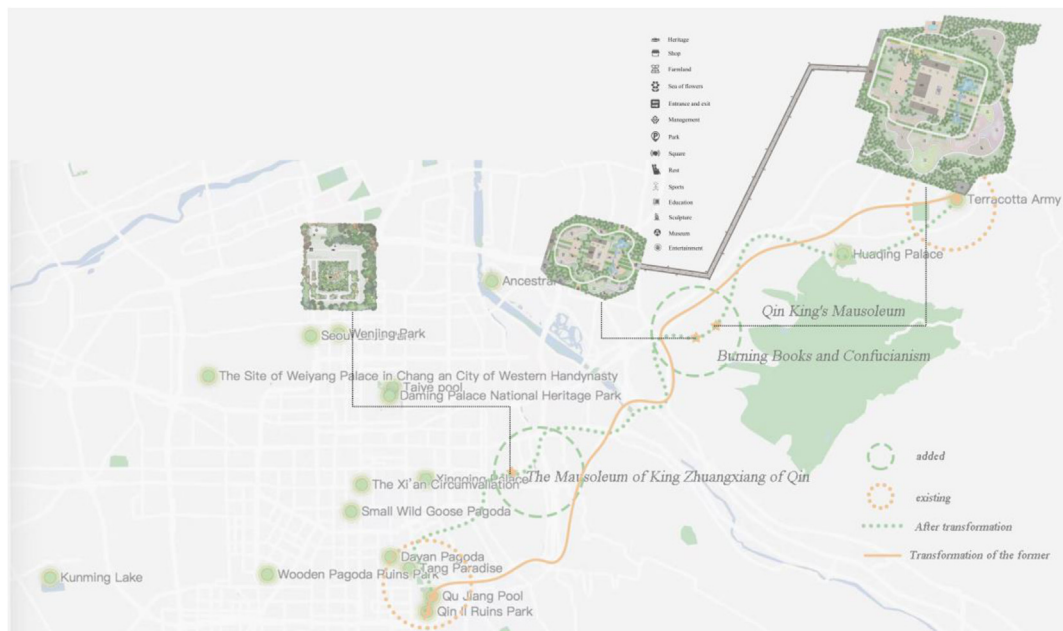 Heritage
Shop
Farmland
Sea of flowers
Entrance and exit
Management
Park
Square
Rest
Sports
Education
Sculpture
Museum
Entertainment
Terracotta Army
Huaqing Palace
Ancestral
Qin King's Mausoleum
Wenjing Park
Seoul
Burning Books and Confucianism
The Site of Weiyang Palace in Chang an City of Western Handynasty
Taiye pool
Daming Palace National Heritage Park
added
Xingqing Palace
The Mausoleum of King Zhuangxiang of Qin
The Xi'an Circumvallation
existing
Small Wild Goose Pagoda
After transformation
Dayan Pagoda
Transformation of the former
Tang Paradise
Wooden Pagoda Ruins Park
Kunming Lake
Qu Jiang Pool
Qin li Ruins Park